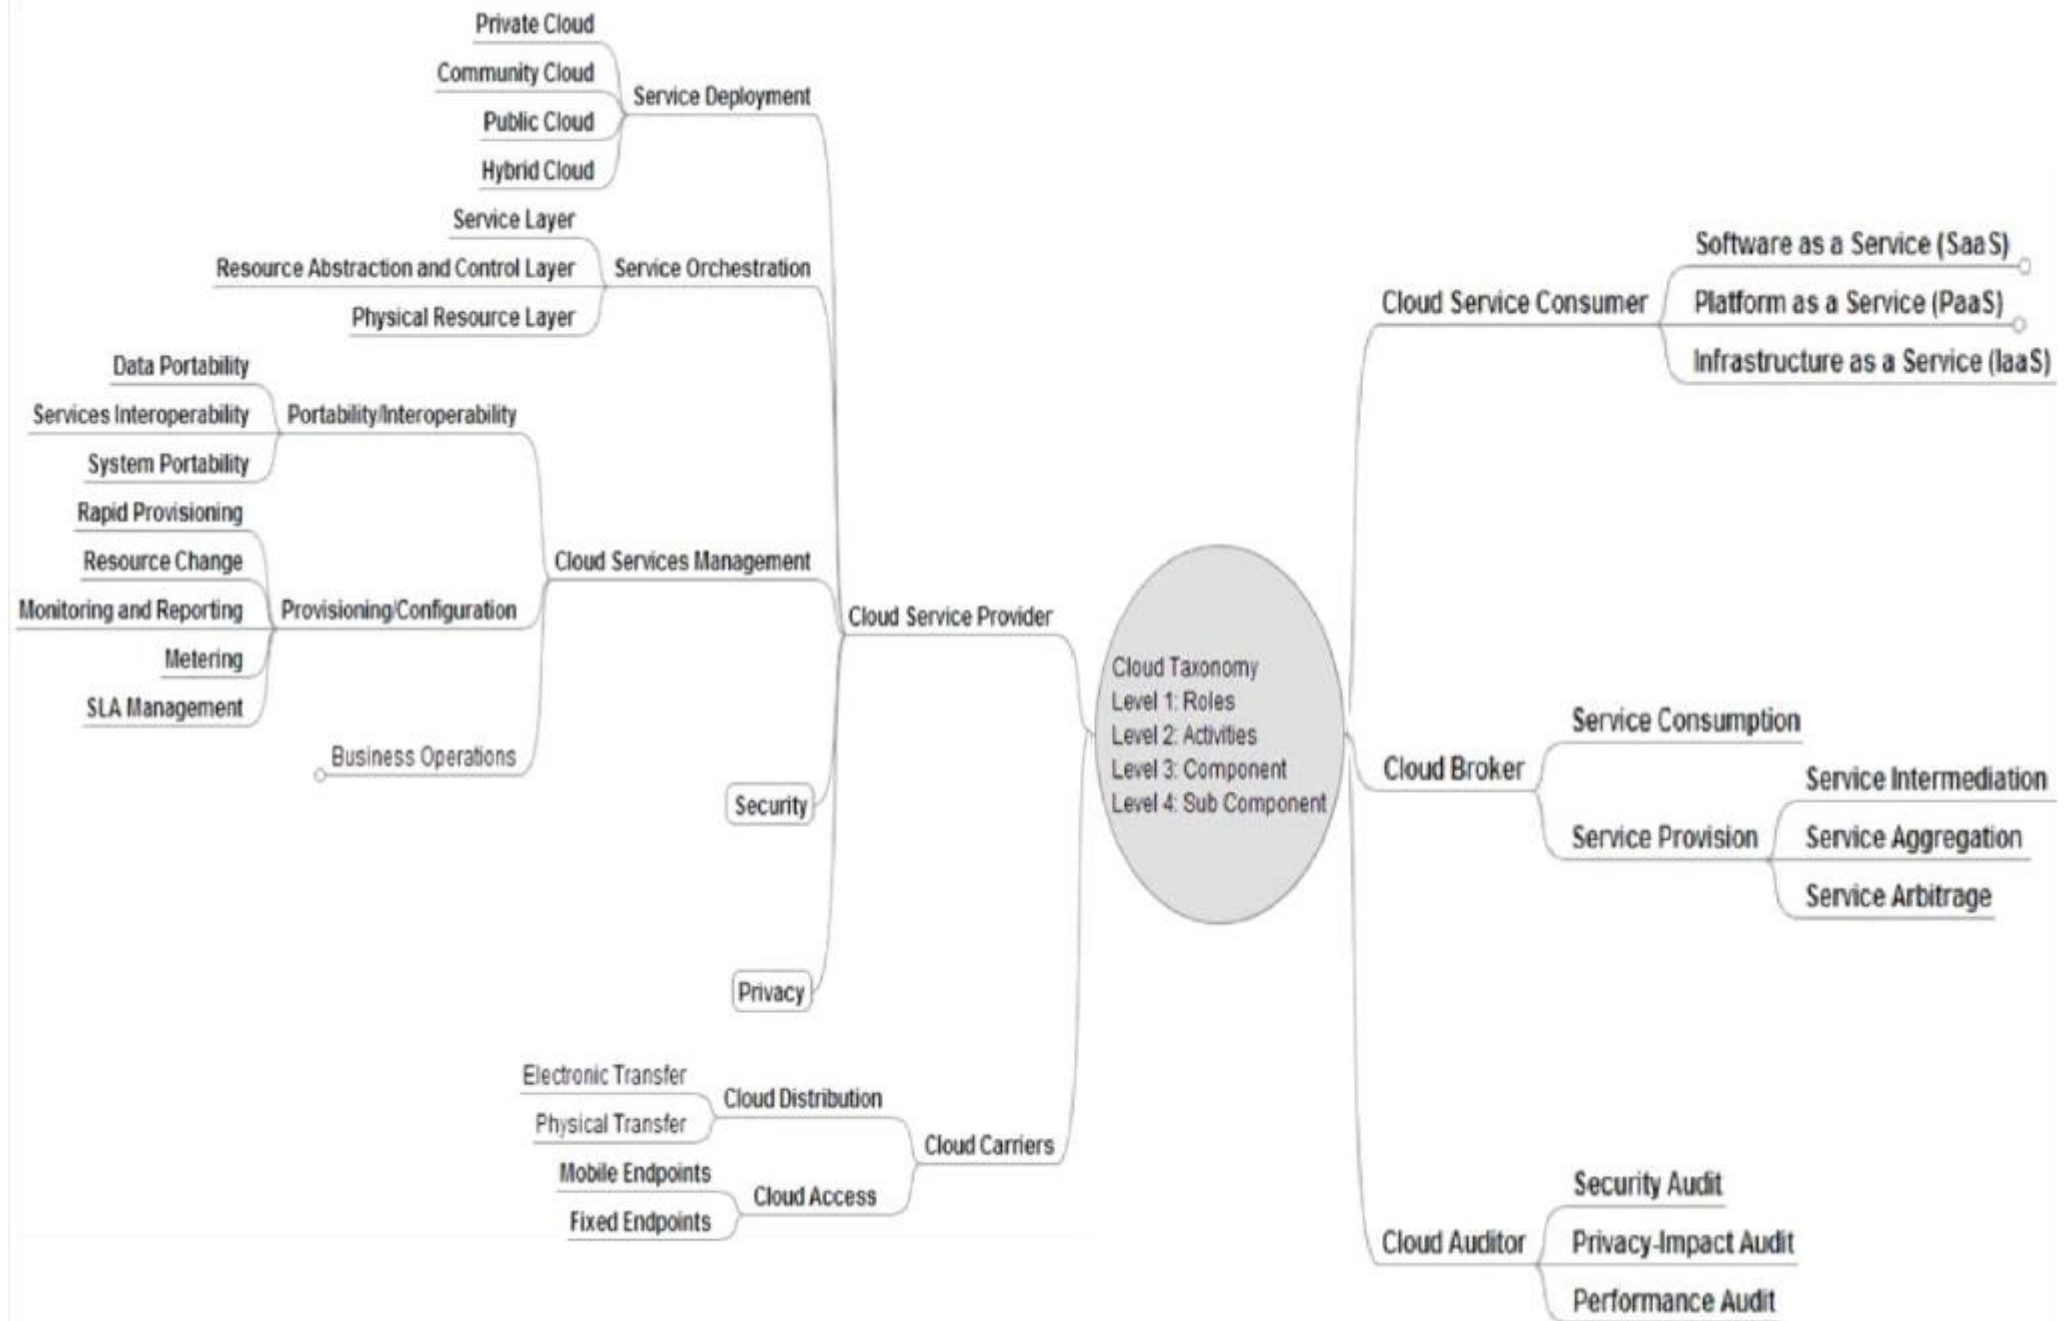 Private Cloud
Community Cloud
Public Cloud
Hybrid Cloud
Service Deployment
Service Layer
Resource Abstraction and Control Layer
Physical Resource Layer
Service Orchestration
Data Portability
Services Interoperability
System Portability
Portability/Interoperability
Rapid Provisioning
Resource Change
Monitoring and Reporting
Metering
SLA Management
Provisioning/Configuration
Business Operations
Cloud Services Management
Security
Privacy
Cloud Service Provider
Electronic Transfer
Physical Transfer
Cloud Distribution
Mobile Endpoints
Fixed Endpoints
Cloud Access
Cloud Carriers
Cloud Taxonomy
Level 1: Roles
Level 2: Activities
Level 3: Component
Level 4: Sub Component
Cloud Service Consumer
Software as a Service (SaaS)
Platform as a Service (PaaS)
Infrastructure as a Service (IaaS)
Cloud Broker
Service Consumption
Service Provision
Service Intermediation
Service Aggregation
Service Arbitrage
Cloud Auditor
Security Audit
Privacy-Impact Audit
Performance Audit